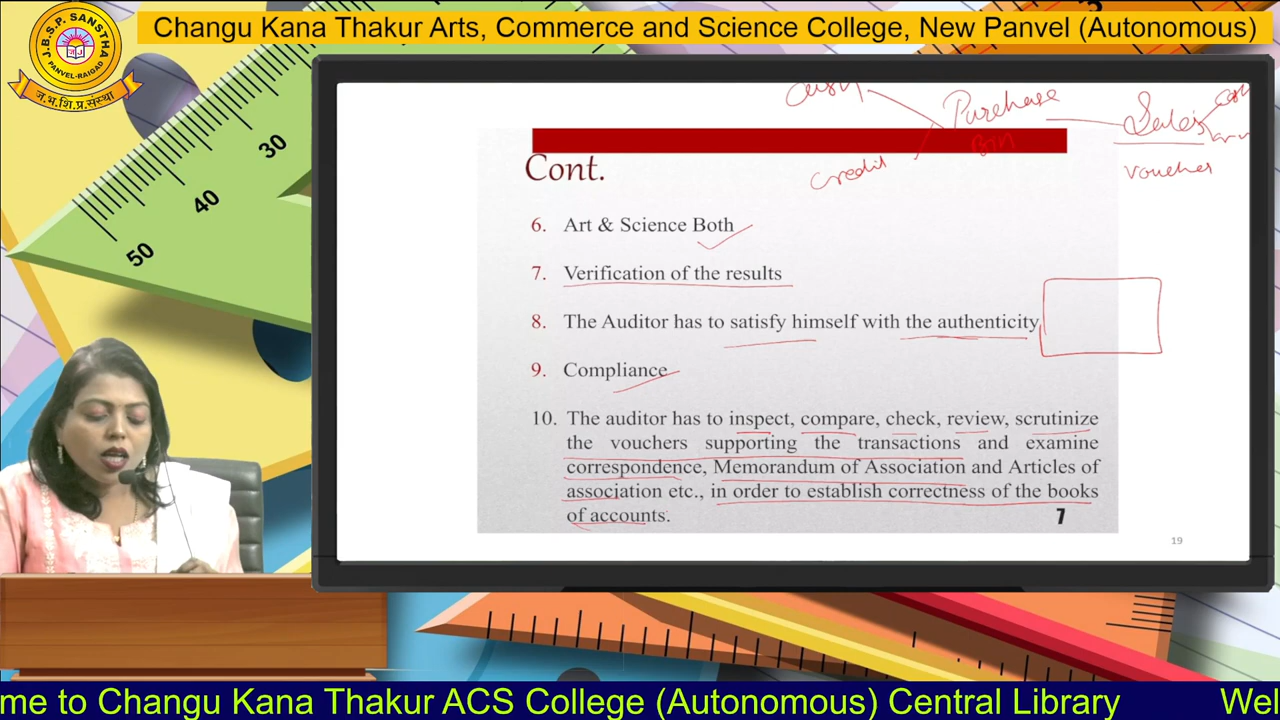 Changu Kana Thakur Arts, Commerce and Science College, New Panvel (Autonomous)
J.B.S.P. SANSTHA
PANVEL-RAIGAD
ज.भ.शि.प्र.संस्था
30
40
50
Purchase
Sales
Credit
Voucher
Cont.
6. Art & Science Both
7. Verification of the results
8. The Auditor has to satisfy himself with the authenticity
9. Compliance
10. The auditor has to inspect, compare, check, review, scrutinize
the vouchers supporting the transactions and examine
correspondence, Memorandum of Association and Articles of
association etc., in order to establish correctness of the books
of accounts.
7
19
me to Changu Kana Thakur ACS College (Autonomous) Central Library Wel